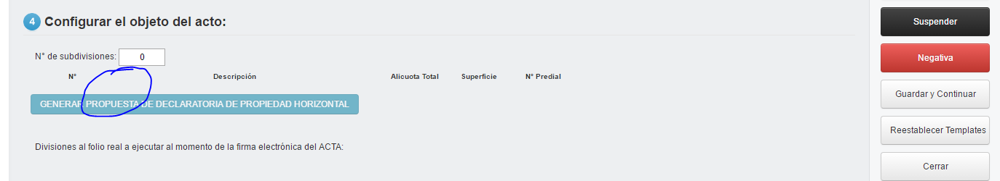 4 Configurar el objeto del acto:
N° de subdivisiones: 0
N° Descripción Alicuota Total Superficie N° Predial
GENERAR PROPUESTA DE DECLARATORIA DE PROPIEDAD HORIZONTAL
Divisiones al folio real a ejecutar al momento de la firma electrónica del ACTA:
Suspender
Negativa
Guardar y Continuar
Reestablecer Templates
Cerrar